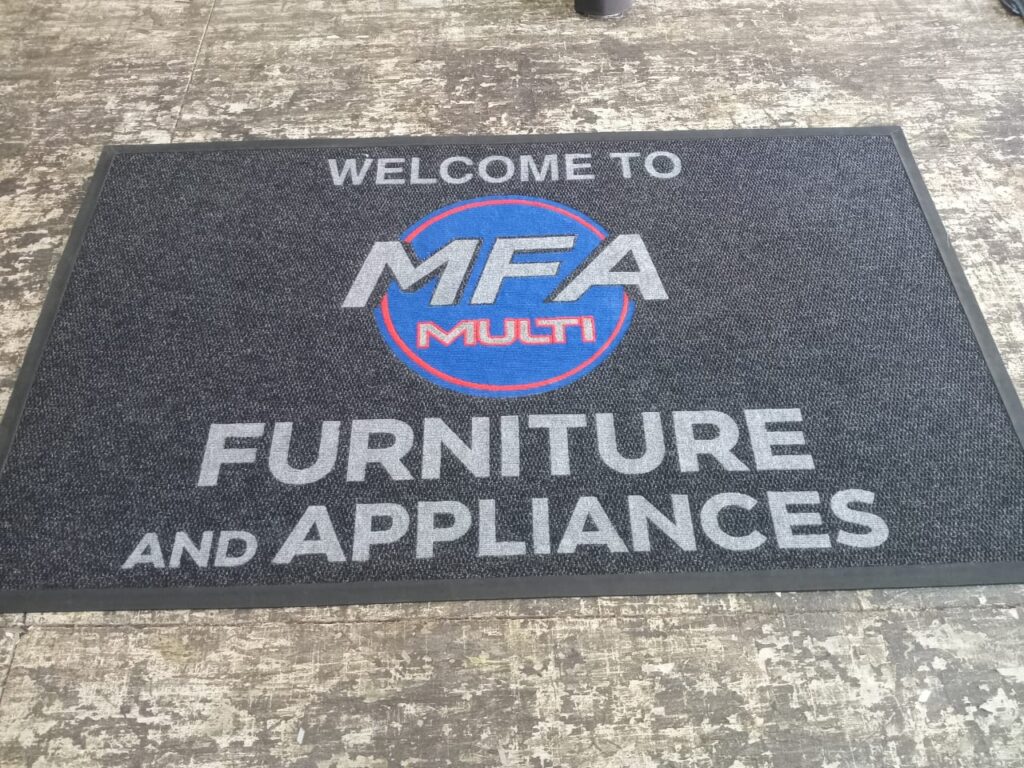 WELCOME TO
MFA
MULTI
FURNITURE
AND APPLIANCES